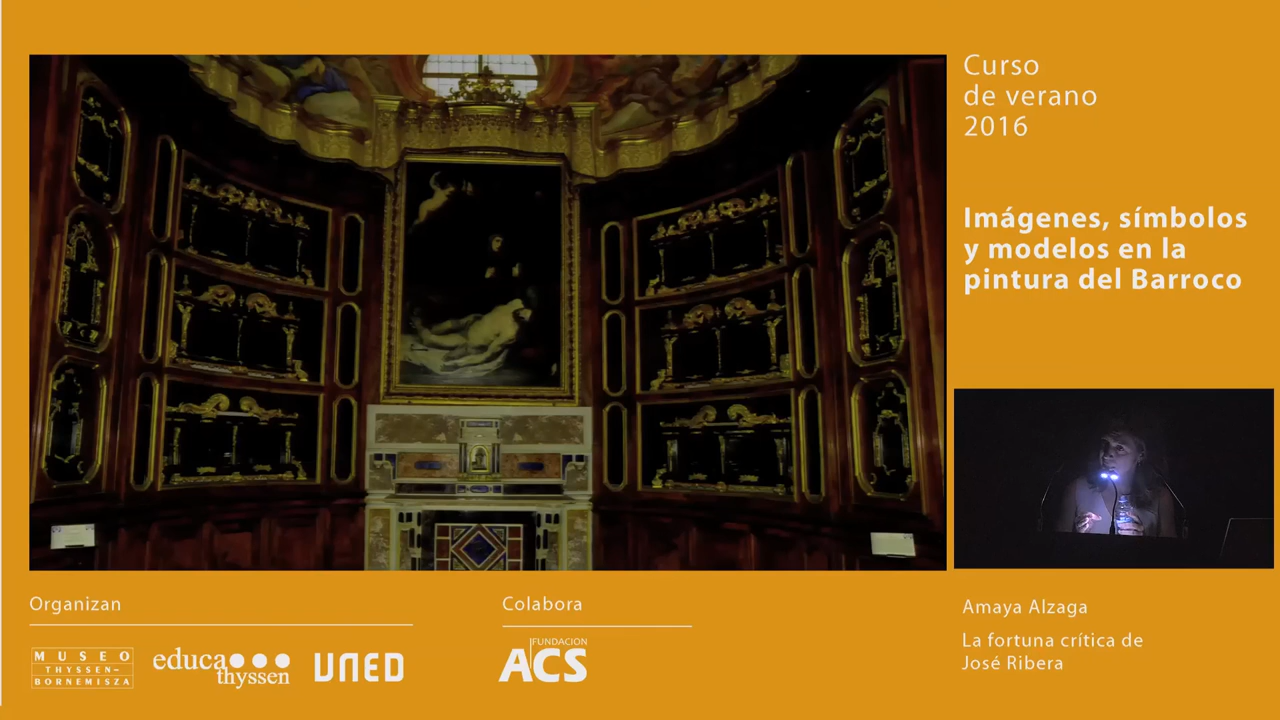 Curso
de verano
2016
Imágenes, símbolos
y modelos en la
pintura del Barroco
Organizan
Colabora
MUSEO
THYSSEN-
BORNEMISZA
educa
thyssen
UNED
FUNDACION
ACS
Amaya Alzaga
La fortuna crítica de
José Ribera